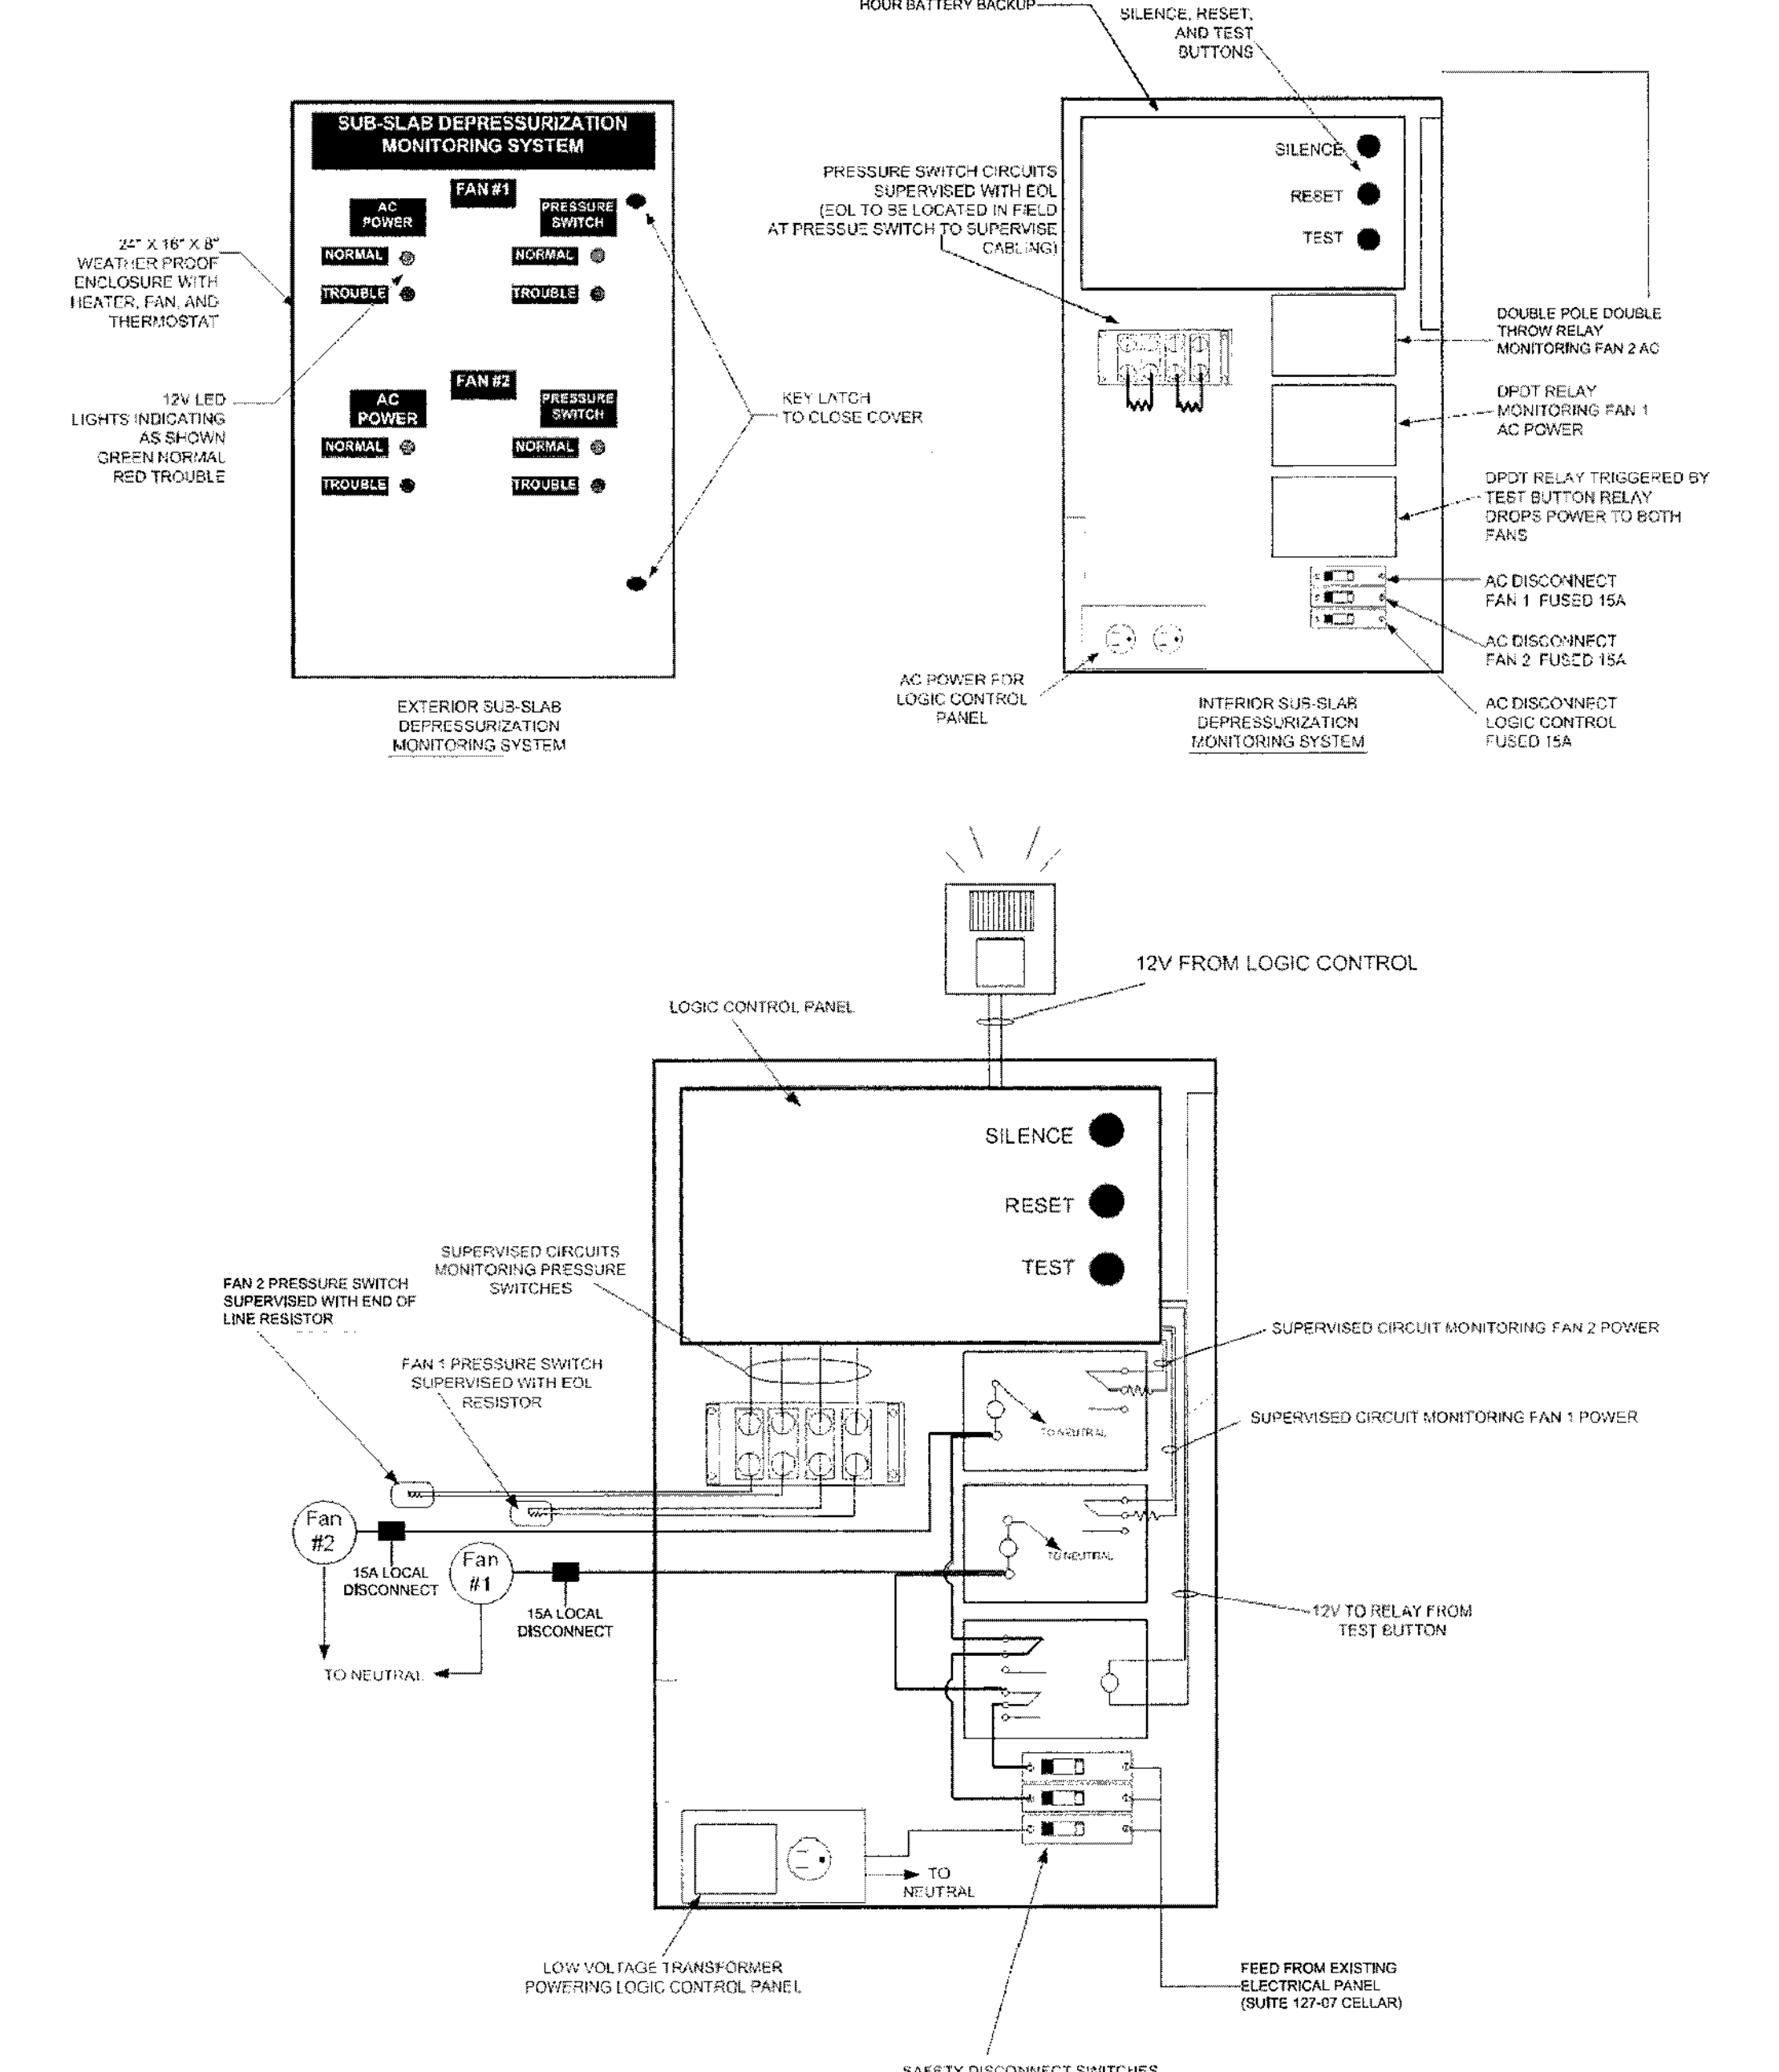 HOUR BATTERY BACKUP
SILENCE, RESET,
AND TEST
BUTTONS
SUB-SLAB DEPRESSURIZATION
MONITORING SYSTEM
FAN #1
AC
POWER
PRESSURE
SWITCH
NORMAL
NORMAL
TROUBLE
TROUBLE
FAN #2
AC
POWER
PRESSURE
SWITCH
NORMAL
NORMAL
TROUBLE
TROUBLE
24" X 16" X 8"
WEATHER PROOF
ENCLOSURE WITH
HEATER, FAN, AND
THERMOSTAT
12V LED
LIGHTS INDICATING
AS SHOWN
GREEN NORMAL
RED TROUBLE
KEY LATCH
TO CLOSE COVER
EXTERIOR SUB-SLAB
DEPRESSURIZATION
MONITORING SYSTEM
PRESSURE SWITCH CIRCUITS
SUPERVISED WITH EOL
(EOL TO BE LOCATED IN FIELD
AT PRESSUE SWITCH TO SUPERVISE
CABLING)
SILENCE
RESET
TEST
DOUBLE POLE DOUBLE
THROW RELAY
MONITORING FAN 2 AC
DPDT RELAY
MONITORING FAN 1
AC POWER
DPDT RELAY TRIGGERED BY
TEST BUTTON RELAY
DROPS POWER TO BOTH
FANS
AC DISCONNECT
FAN 1 FUSED 15A
AC DISCONNECT
FAN 2 FUSED 15A
AC DISCONNECT
LOGIC CONTROL
FUSED 15A
AC POWER FOR
LOGIC CONTROL
PANEL
INTERIOR SUB-SLAB
DEPRESSURIZATION
MONITORING SYSTEM
12V FROM LOGIC CONTROL
LOGIC CONTROL PANEL
SILENCE
RESET
TEST
SUPERVISED CIRCUITS
MONITORING PRESSURE
SWITCHES
FAN 2 PRESSURE SWITCH
SUPERVISED WITH END OF
LINE RESISTOR
FAN 1 PRESSURE SWITCH
SUPERVISED WITH EOL
RESISTOR
SUPERVISED CIRCUIT MONITORING FAN 2 POWER
SUPERVISED CIRCUIT MONITORING FAN 1 POWER
TO NEUTRAL
TO NEUTRAL
Fan
#2
15A LOCAL
DISCONNECT
Fan
#1
15A LOCAL
DISCONNECT
TO NEUTRAL
12V TO RELAY FROM
TEST BUTTON
TO
NEUTRAL
LOW VOLTAGE TRANSFORMER
POWERING LOGIC CONTROL PANEL
FEED FROM EXISTING
ELECTRICAL PANEL
(SUITE 127-07 CELLAR)
SAFETY DISCONNECT SWITCHES